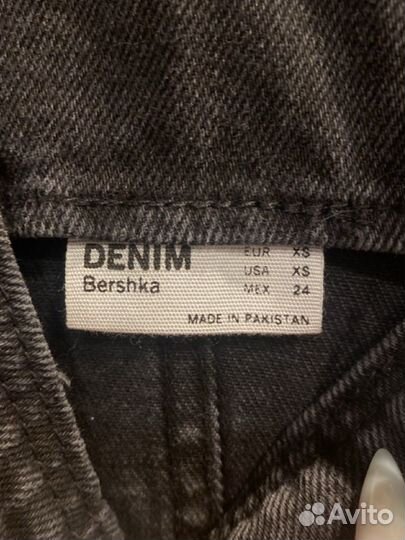 DENIM
Bershka
EUR XS
USA XS
MEX 24
MADE IN PAKISTAN
Avito